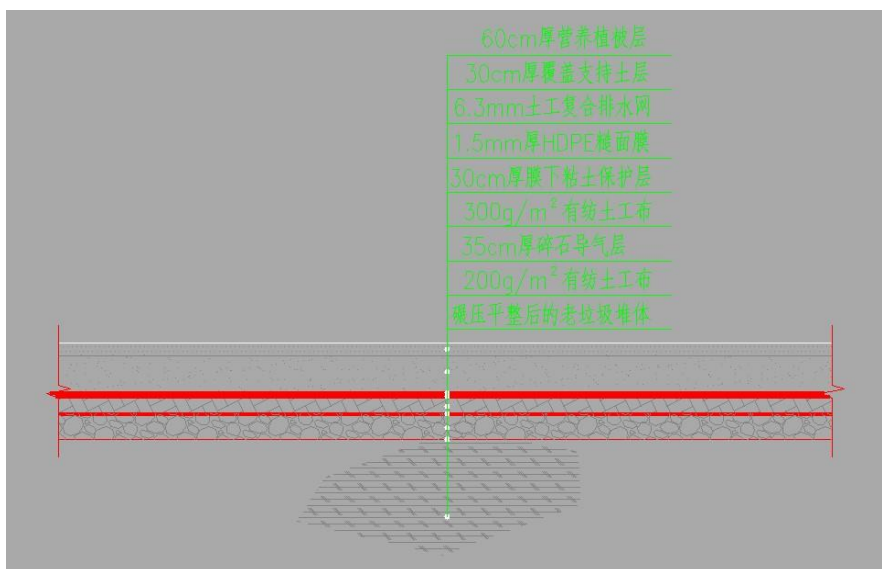 60cm厚营养植被层
30cm厚覆盖支持土层
6.3mm土工复合排水网
1.5mm厚HDPE糙面膜
30cm厚膜下粘土保护层
300g/m²有纺土工布
35cm厚碎石导气层
200g/m²有纺土工布
碾压平整后的老垃圾堆体